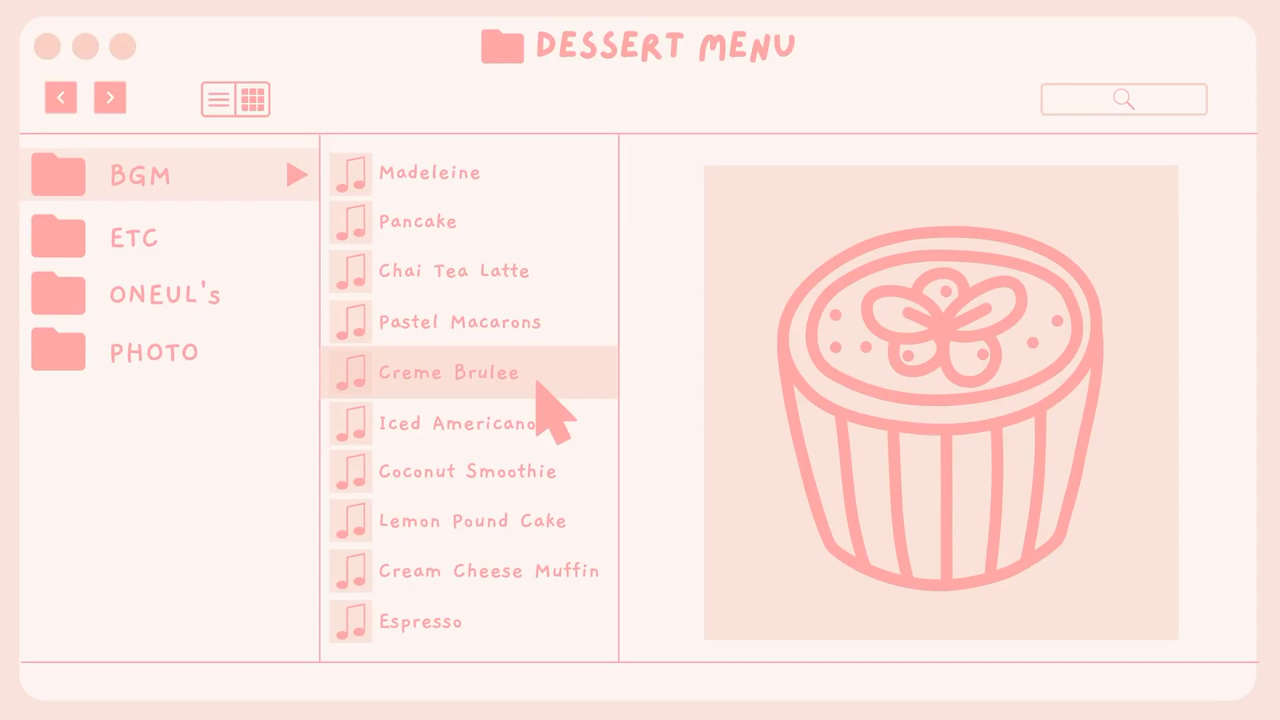 DESSERT MENU
BGM
ETC
ONEUL's
PHOTO
Madeleine
Pancake
Chai Tea Latte
Pastel Macarons
Creme Brulee
Iced Americano
Coconut Smoothie
Lemon Pound Cake
Cream Cheese Muffin
Espresso